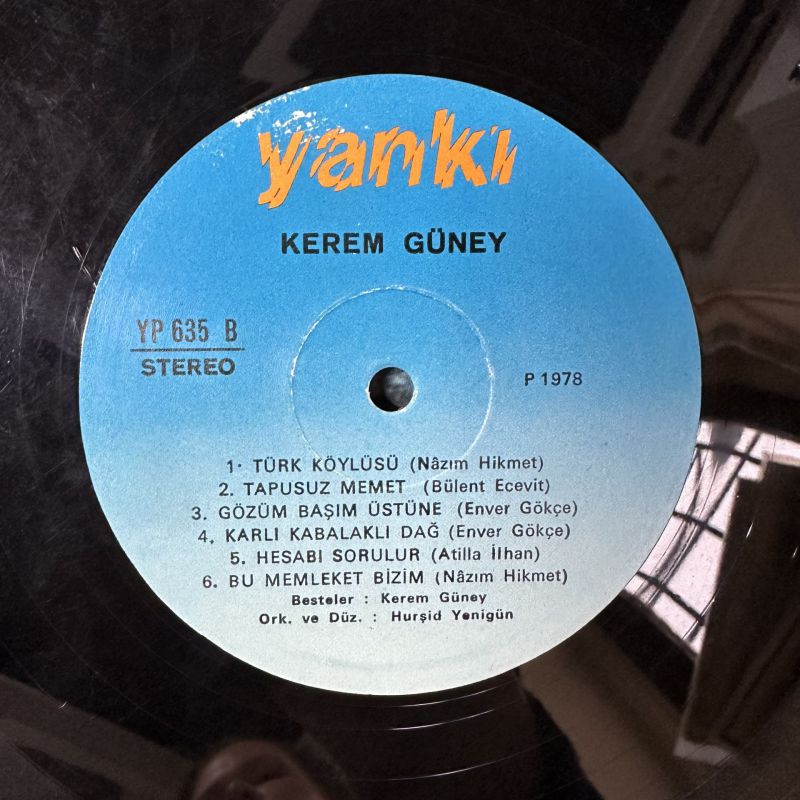 yankı
KEREM GÜNEY
YP 635 B
STEREO
P 1978
1· TÜRK KÖYLÜSÜ (Nâzım Hikmet)
2. TAPUSUZ MEMET (Bülent Ecevit)
3. GÖZÜM BAŞIM ÜSTÜNE (Enver Gökçe)
4. KARLI KABALAKLI DAĞ (Enver Gökçe)
5. HESABI SORULUR (Atilla İlhan)
6. BU MEMLEKET BİZİM (Nâzım Hikmet)
Besteler : Kerem Güney
Ork. ve Düz. : Hurşid Yenigün